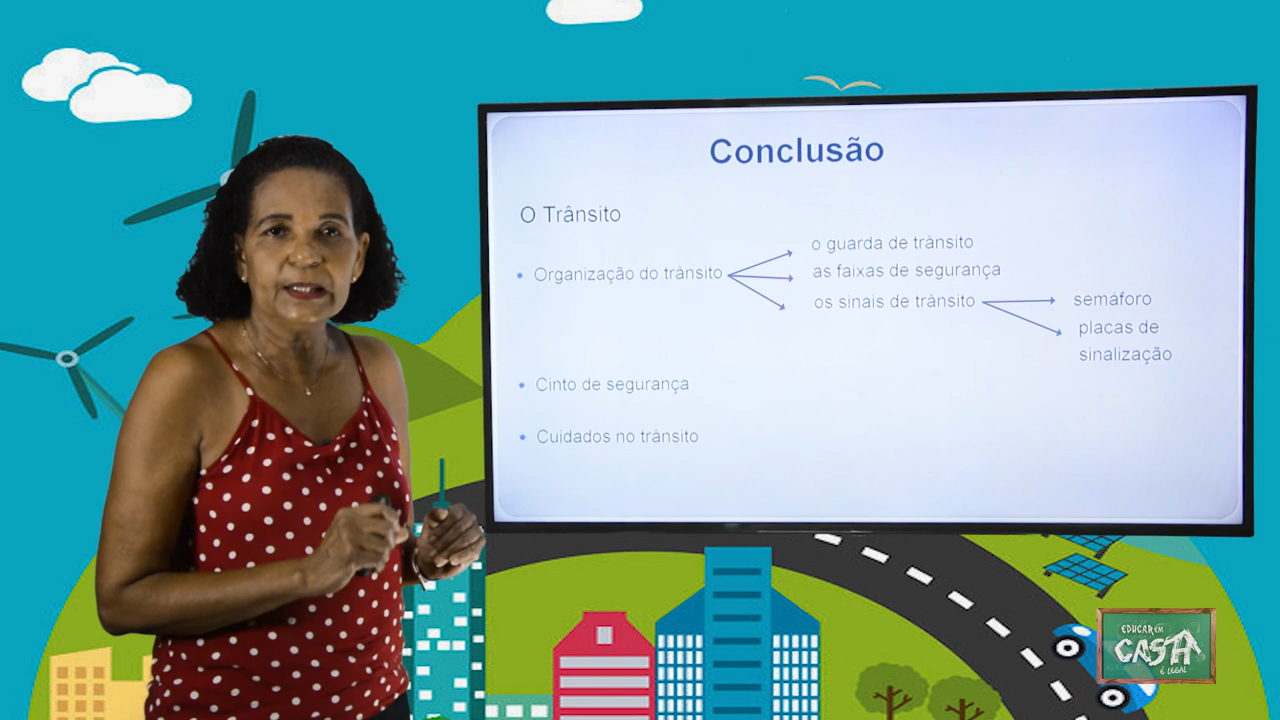 Conclusão
O Trânsito
• Organização do trânsito
o guarda de trânsito
as faixas de segurança
os sinais de trânsito
semáforo
placas de
sinalização
• Cinto de segurança
• Cuidados no trânsito
EDUCAR EM
CASA
É LEGAL